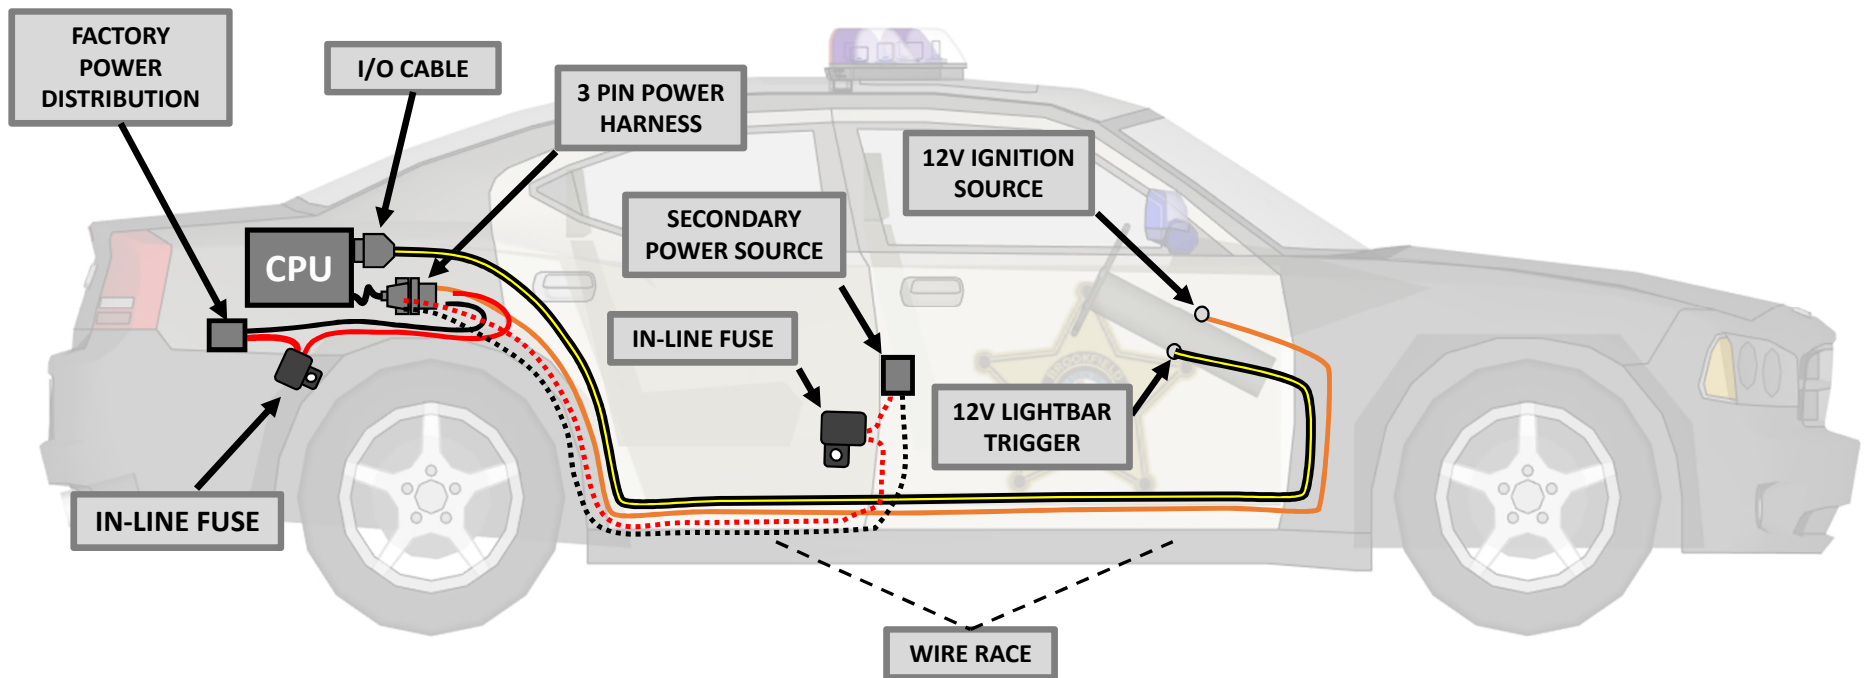 FACTORY
POWER
DISTRIBUTION
I/O CABLE
3 PIN POWER
HARNESS
12V IGNITION
SOURCE
SECONDARY
POWER SOURCE
CPU
IN-LINE FUSE
12V LIGHTBAR
TRIGGER
IN-LINE FUSE
WIRE RACE